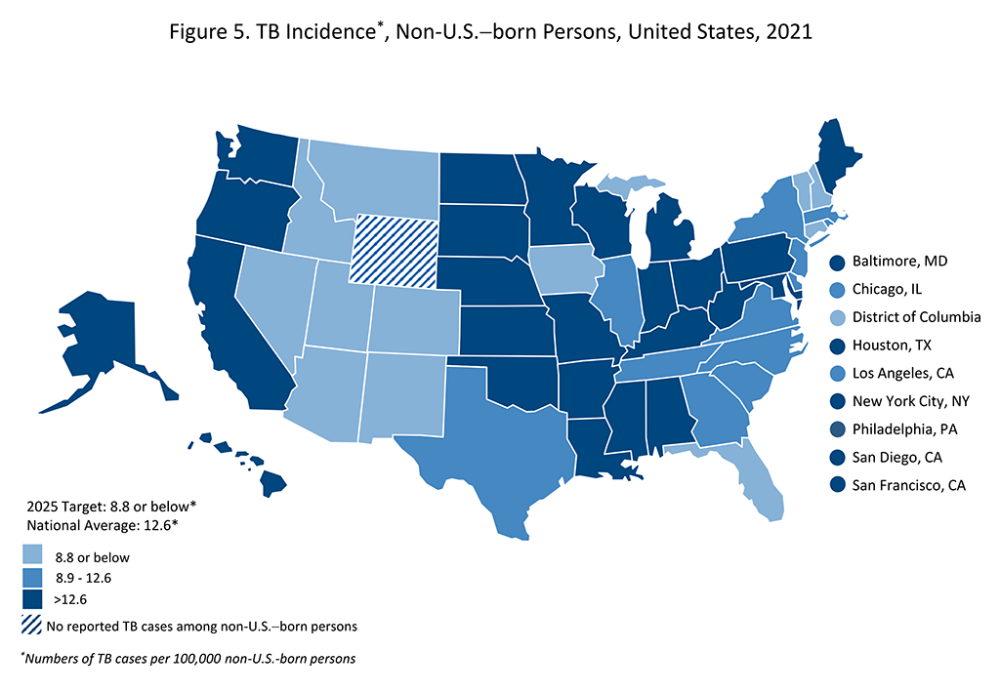 Figure 5. TB Incidence*, Non-U.S.–born Persons, United States, 2021
Baltimore, MD
Chicago, IL
District of Columbia
Houston, TX
Los Angeles, CA
New York City, NY
Philadelphia, PA
San Diego, CA
San Francisco, CA
2025 Target: 8.8 or below*
National Average: 12.6*
8.8 or below
8.9 - 12.6
>12.6
No reported TB cases among non-U.S.–born persons
*Numbers of TB cases per 100,000 non-U.S.-born persons